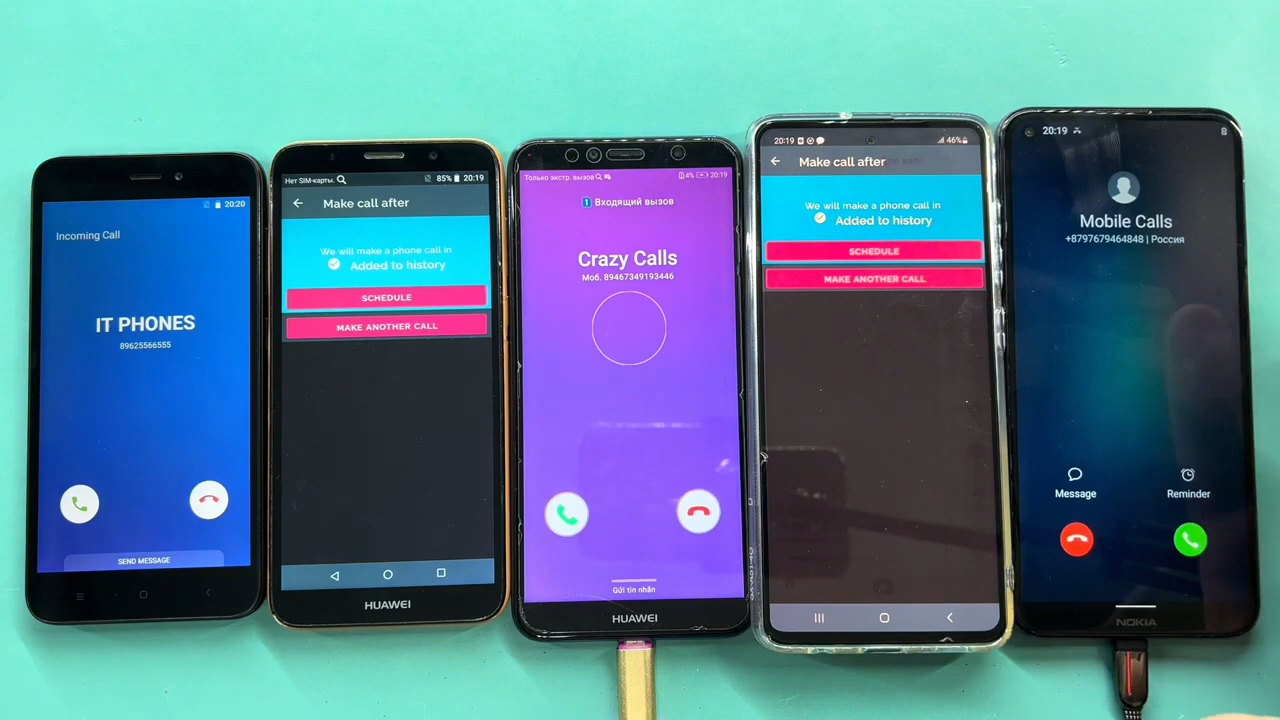 20:20
Incoming Call
IT PHONES
89625566555
SEND MESSAGE
Нет SIM-карты.
85% 20:19
Make call after
We will make a phone call in
Added to history
SCHEDULE
MAKE ANOTHER CALL
HUAWEI
Только экстр. вызов
4% 20:19
1 Входящий вызов
Crazy Calls
Моб. 89467349193446
Gửi tin nhắn
HUAWEI
20:19
46%
Make call after
We will make a phone call in
Added to history
SCHEDULE
MAKE ANOTHER CALL
20:19
Mobile Calls
+8797679464848 | Россия
Message
Reminder
NOKIA